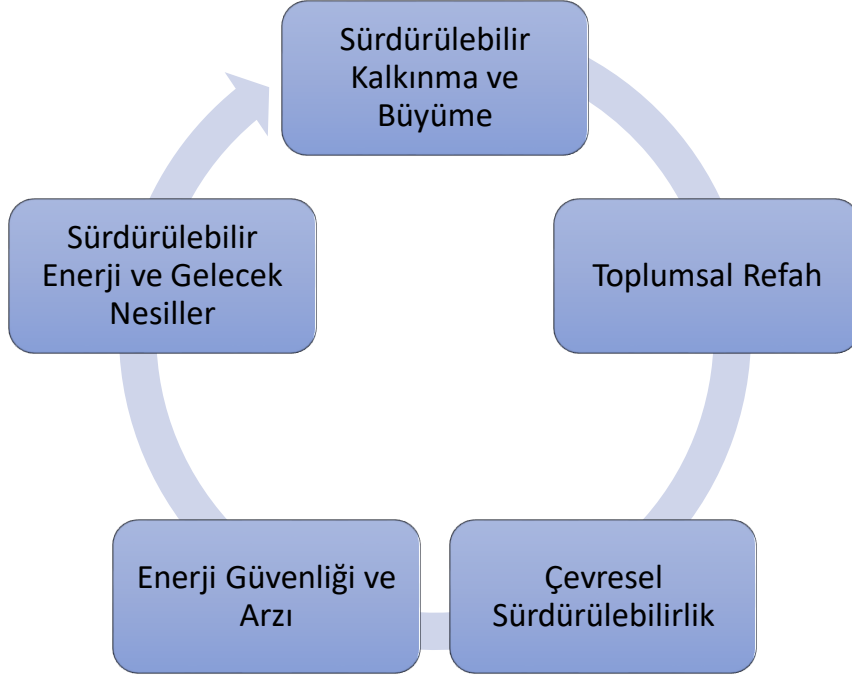 Sürdürülebilir
Kalkınma ve
Büyüme
Toplumsal Refah
Çevresel
Sürdürülebilirlik
Enerji Güvenliği ve
Arzı
Sürdürülebilir
Enerji ve Gelecek
Nesiller